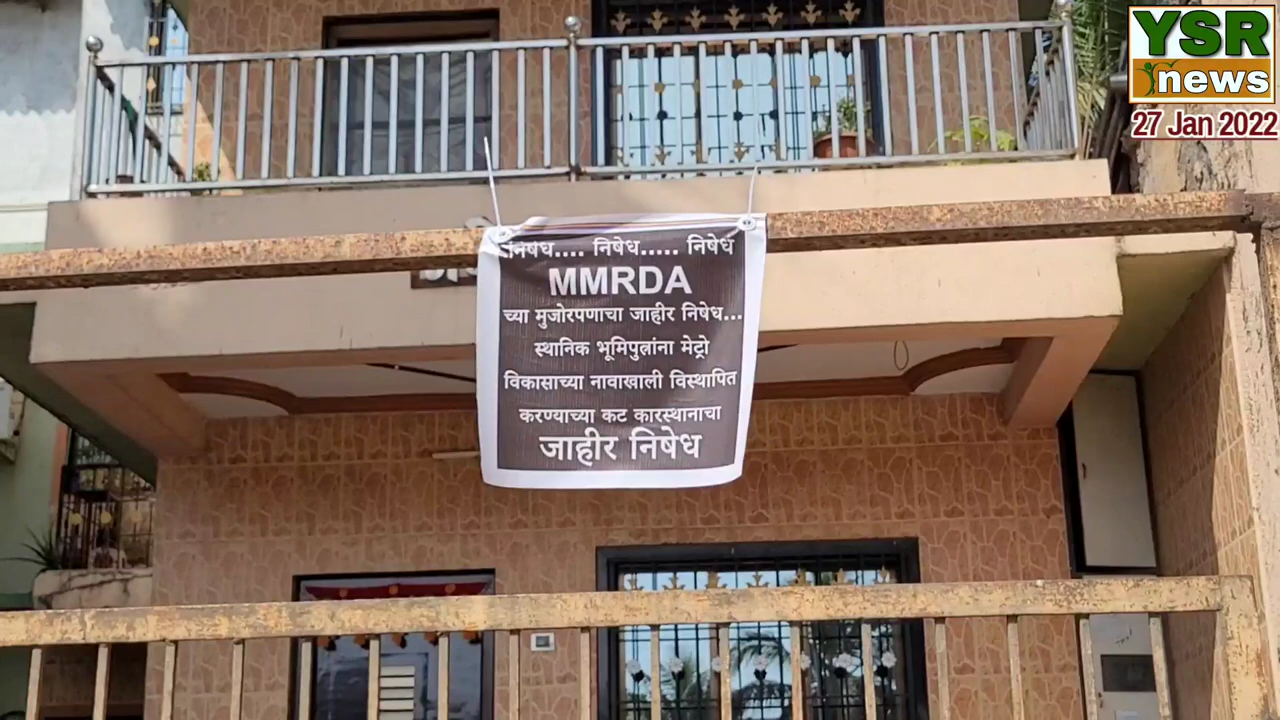 YSR
news
27 Jan 2022
निषेध.... निषेध..... निषेध
MMRDA
च्या मुजोरपणाचा जाहीर निषेध...
स्थानिक भूमिपुत्रांना मेट्रो
विकासाच्या नावाखाली विस्थापित
करण्याच्या कट कारस्थानाचा
जाहीर निषेध